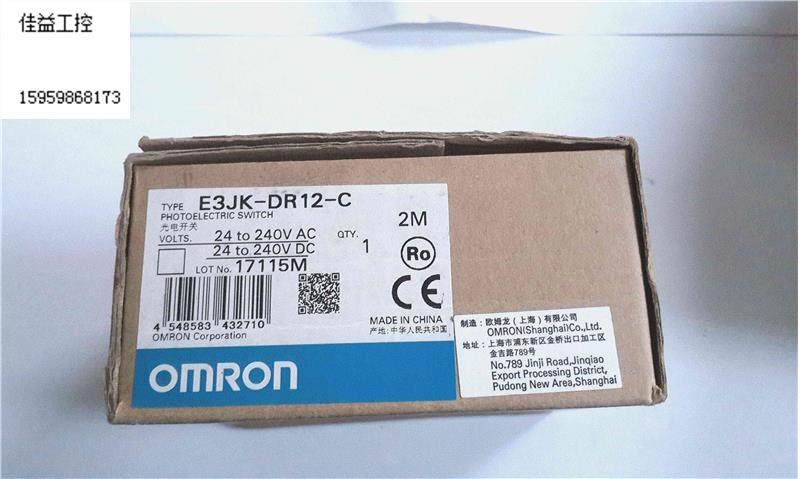 佳益工控
15959868173
TYPE E3JK-DR12-C
PHOTOELECTRIC SWITCH
光电开关
VOLTS. 24 to 240V AC
24 to 240V DC
QTY. 1
2M
LOT No. 17115M
Ro
CE
4 548583 432710
OMRON Corporation
MADE IN CHINA
产地:中华人民共和国
OMRON
制造：欧姆龙（上海）有限公司
OMRON(Shanghai)Co.,Ltd.
地址：上海市浦东新区金桥出口加工区
金吉路789号
No.789 Jinji Road,Jinqiao
Export Processing District,
Pudong New Area,Shanghai